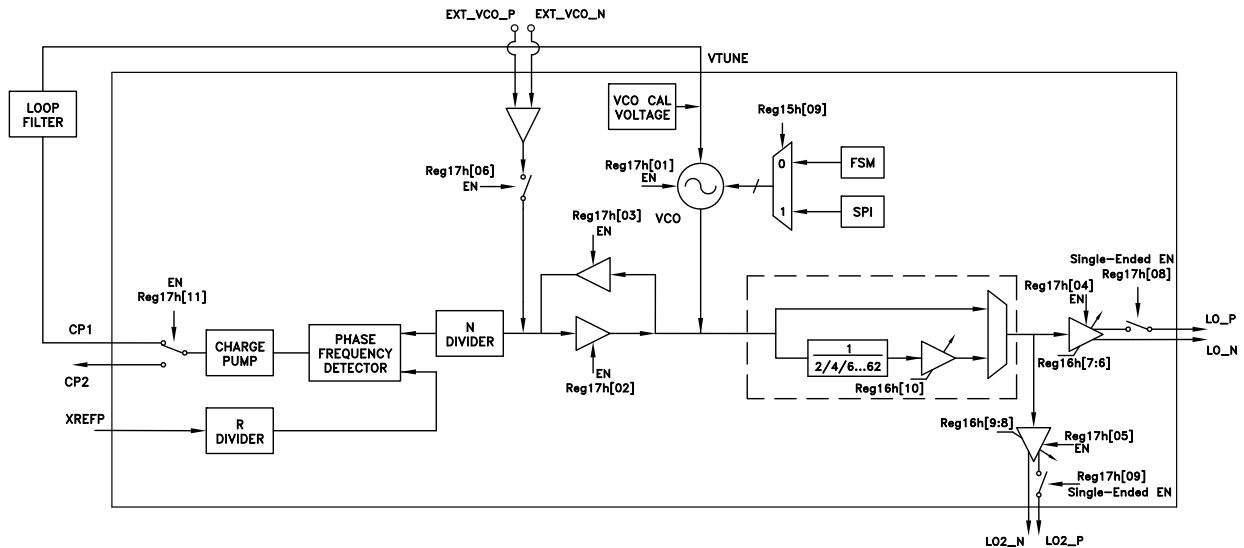 EXT_VCO_P
EXT_VCO_N
VTUNE
LOOP
FILTER
VCO CAL
VOLTAGE
Reg15h[09]
Reg17h[06]
EN
Reg17h[01]
EN
0
FSM
1
SPI
VCO
Reg17h[03]
EN
Single-Ended EN
Reg17h[08]
EN
Reg17h[11]
Reg17h[04]
EN
CP1
CHARGE
PUMP
PHASE
FREQUENCY
DETECTOR
N
DIVIDER
LO_P
LO_N
1
2/4/6...62
Reg16h[7:6]
CP2
EN
Reg17h[02]
Reg16h[10]
XREFP
R
DIVIDER
Reg16h[9:8]
Reg17h[05]
EN
Reg17h[09]
Single-Ended EN
LO2_N
LO2_P